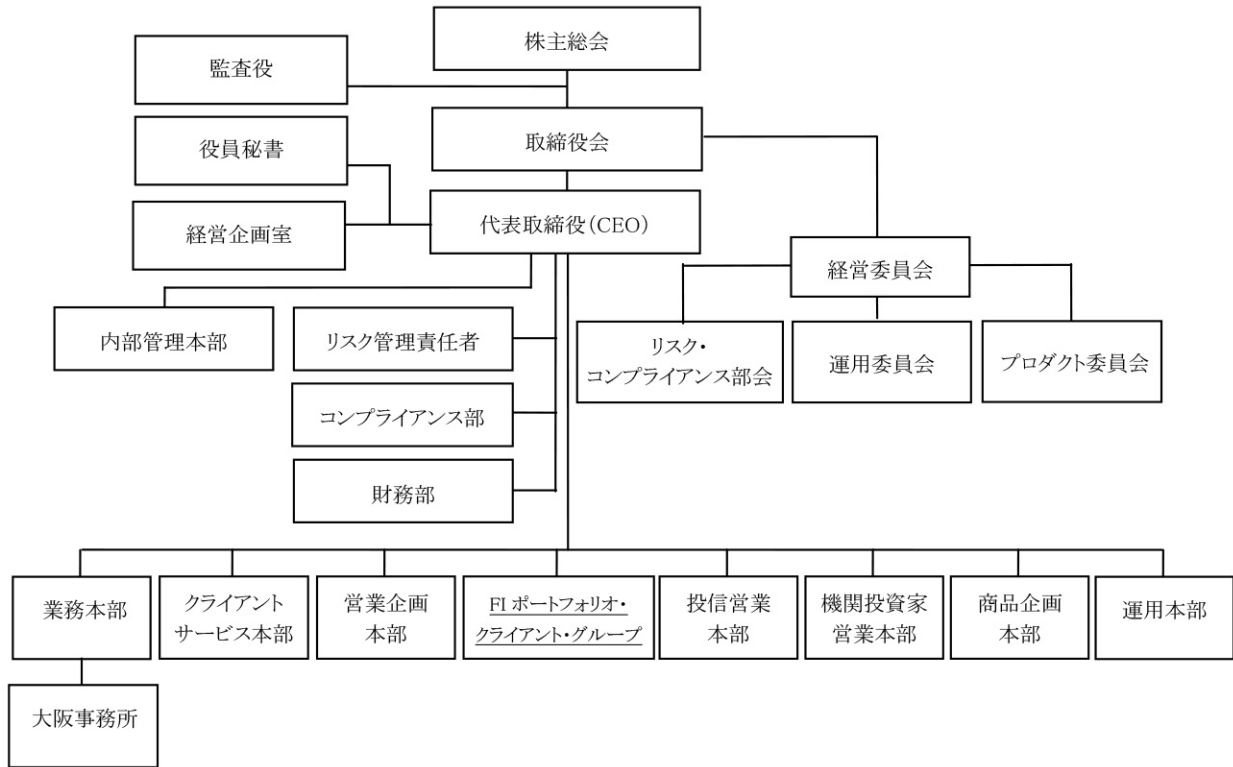 株主総会
監査役
取締役会
役員秘書
代表取締役(CEO)
経営企画室
経営委員会
内部管理本部
リスク管理責任者
リスク・
コンプライアンス部会
運用委員会
プロダクト委員会
コンプライアンス部
財務部
業務本部
クライアント
サービス本部
営業企画
本部
FI ポートフォリオ・
クライアント・グループ
投信営業
本部
機関投資家
営業本部
商品企画
本部
運用本部
大阪事務所